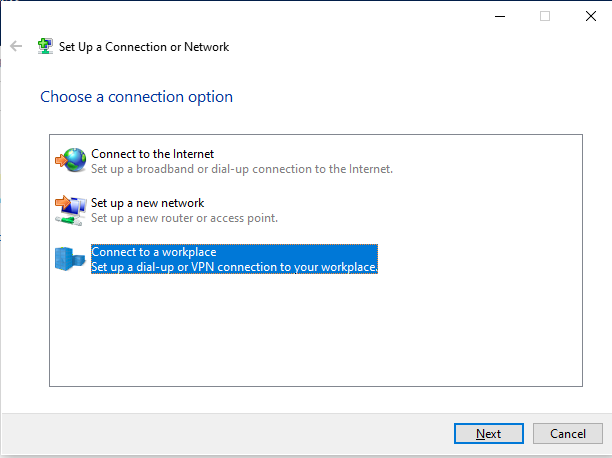 Set Up a Connection or Network
Choose a connection option
Connect to the Internet
Set up a broadband or dial-up connection to the Internet.
Set up a new network
Set up a new router or access point.
Connect to a workplace
Set up a dial-up or VPN connection to your workplace.
Next
Cancel